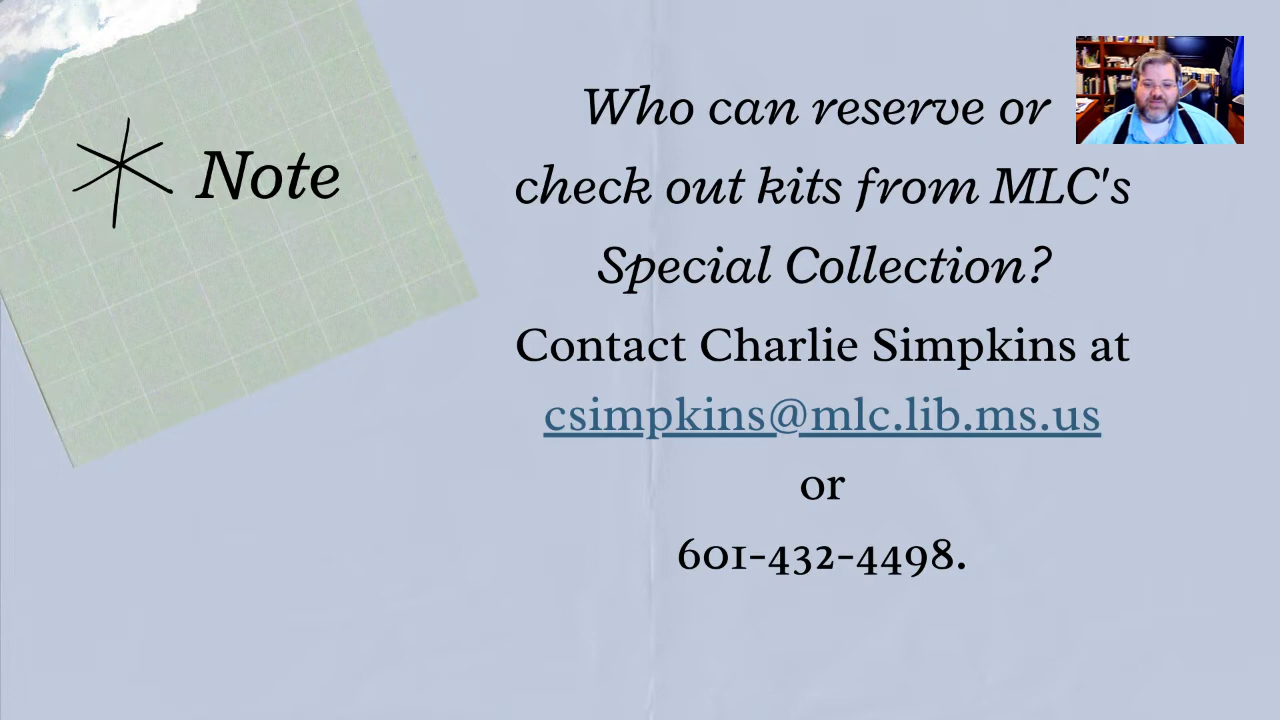 Note
Who can reserve or
check out kits from MLC's
Special Collection?
Contact Charlie Simpkins at
csimpkins@mlc.lib.ms.us
or
601-432-4498.